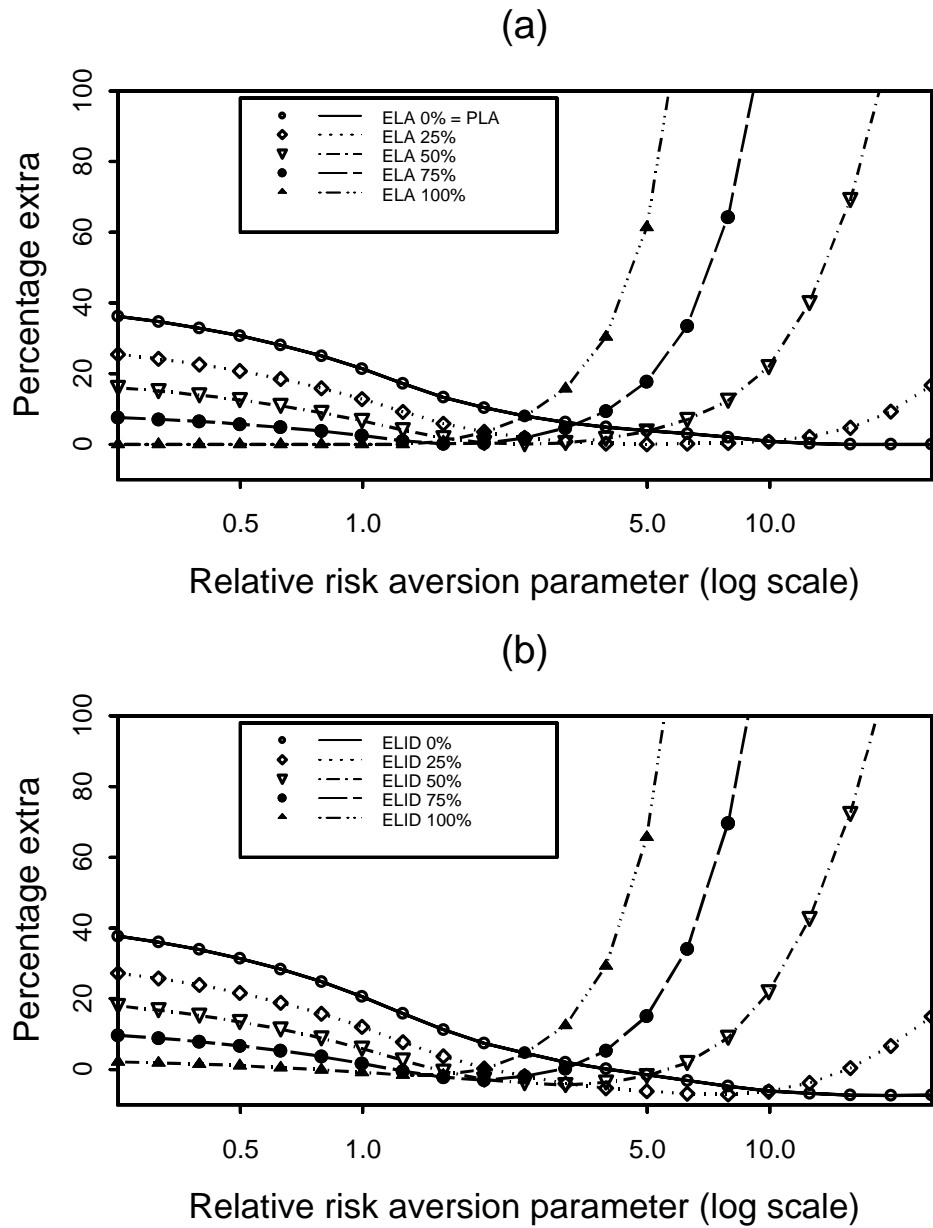 (a)
Percentage extra
100
80
60
40
20
0
ELA 0% = PLA
ELA 25%
ELA 50%
ELA 75%
ELA 100%
0.5 1.0 5.0 10.0
Relative risk aversion parameter (log scale)
(b)
Percentage extra
100
80
60
40
20
0
ELID 0%
ELID 25%
ELID 50%
ELID 75%
ELID 100%
0.5 1.0 5.0 10.0
Relative risk aversion parameter (log scale)